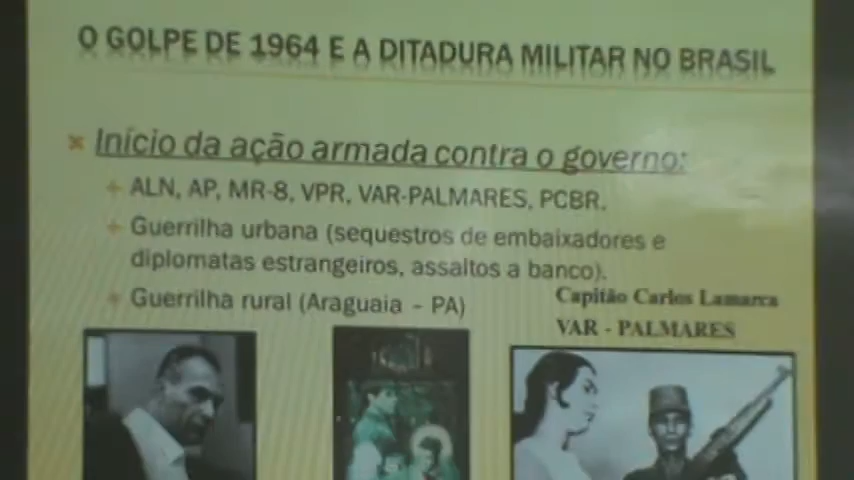 O GOLPE DE 1964 E A DITADURA MILITAR NO BRASIL
Início da ação armada contra o governo:
ALN, AP, MR-8, VPR, VAR-PALMARES, PCBR.
Guerrilha urbana (sequestros de embaixadores e
diplomatas estrangeiros, assaltos a banco).
Guerrilha rural (Araguaia - PA)
Capitão Carlos Lamarca
VAR - PALMARES